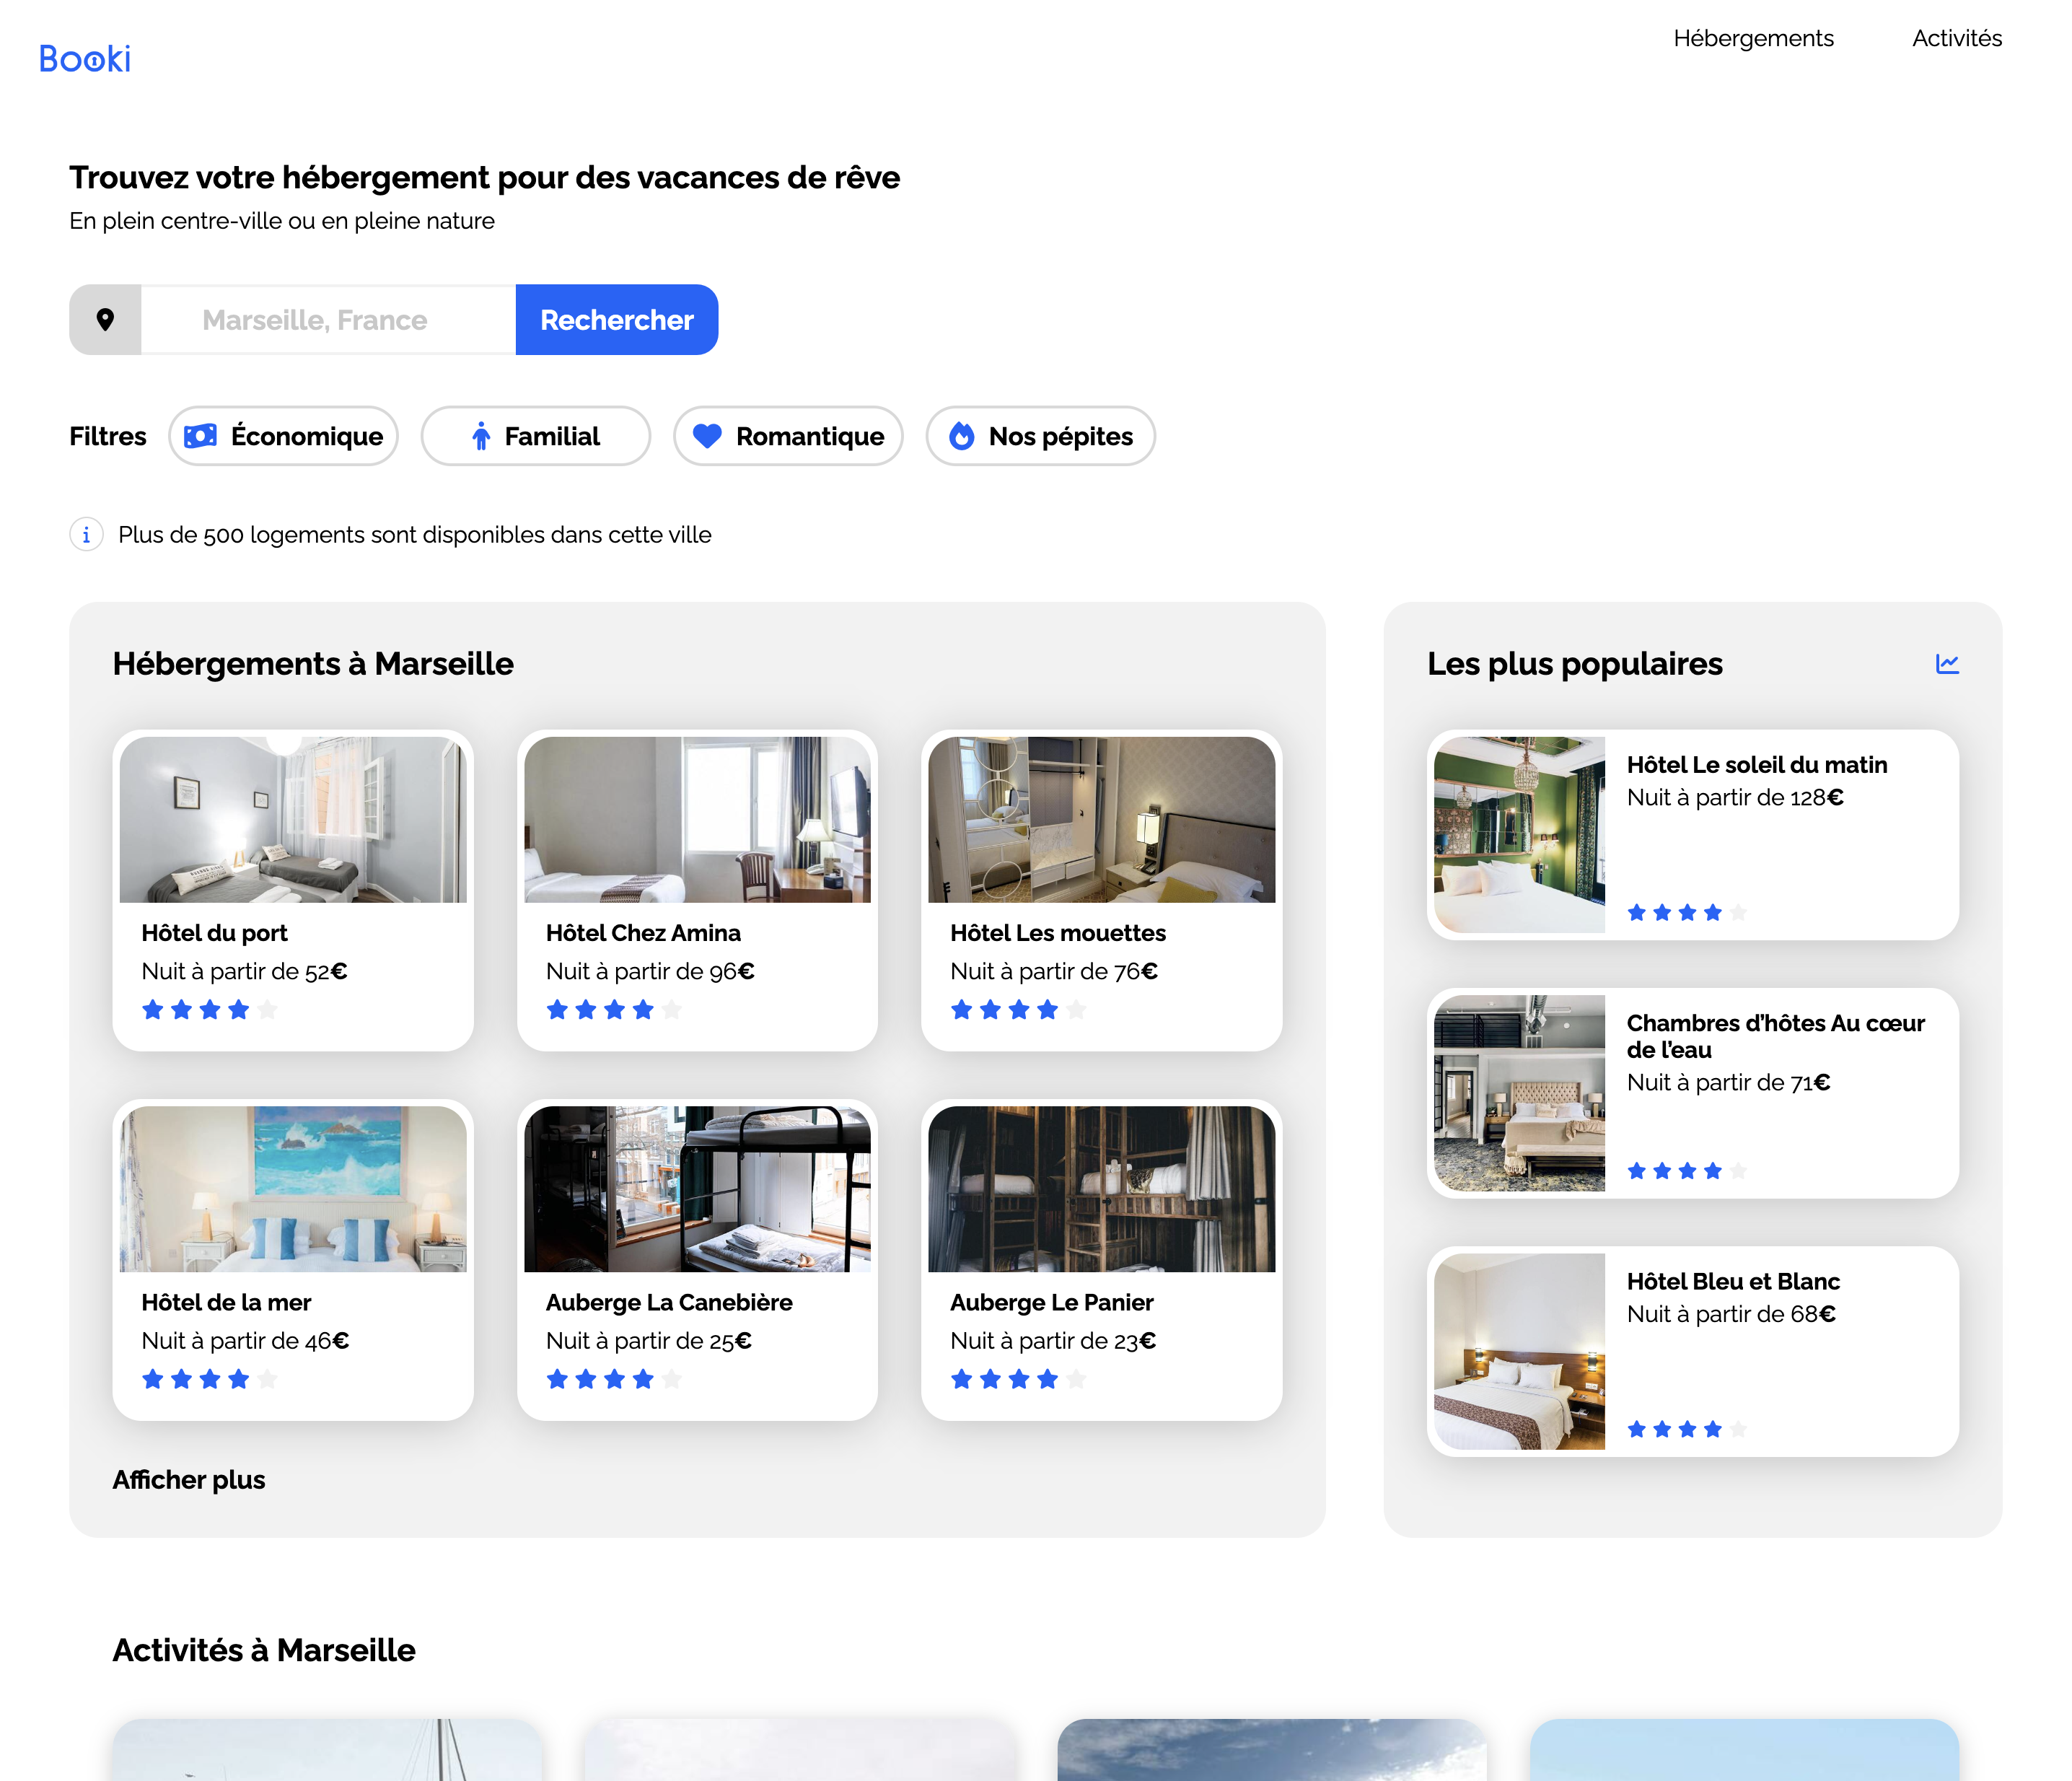 Booki
Hébergements
Activités
Trouvez votre hébergement pour des vacances de rêve
En plein centre-ville ou en pleine nature
Marseille, France
Rechercher
Filtres
Économique
Familial
Romantique
Nos pépites
Plus de 500 logements sont disponibles dans cette ville
Hébergements à Marseille
Hôtel du port
Nuit à partir de 52€
Hôtel Chez Amina
Nuit à partir de 96€
Hôtel Les mouettes
Nuit à partir de 76€
Hôtel de la mer
Nuit à partir de 46€
Auberge La Canebière
Nuit à partir de 25€
Auberge Le Panier
Nuit à partir de 23€
Afficher plus
Les plus populaires
Hôtel Le soleil du matin
Nuit à partir de 128€
Chambres d’hôtes Au cœur
de l’eau
Nuit à partir de 71€
Hôtel Bleu et Blanc
Nuit à partir de 68€
Activités à Marseille